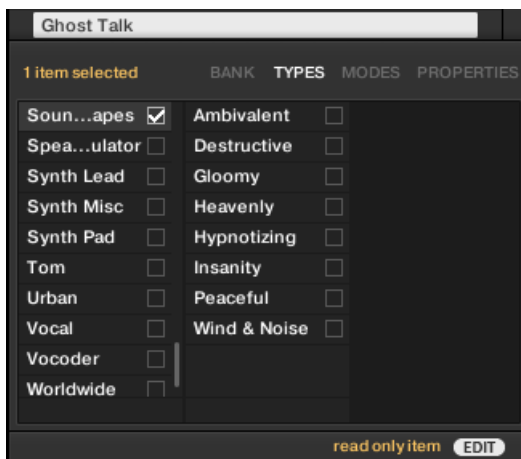 Ghost Talk
1 item selected
BANK TYPES MODES PROPERTIES
Soun...apes
Spea...ulator
Synth Lead
Synth Misc
Synth Pad
Tom
Urban
Vocal
Vocoder
Worldwide
Ambivalent
Destructive
Gloomy
Heavenly
Hypnotizing
Insanity
Peaceful
Wind & Noise
read only item EDIT